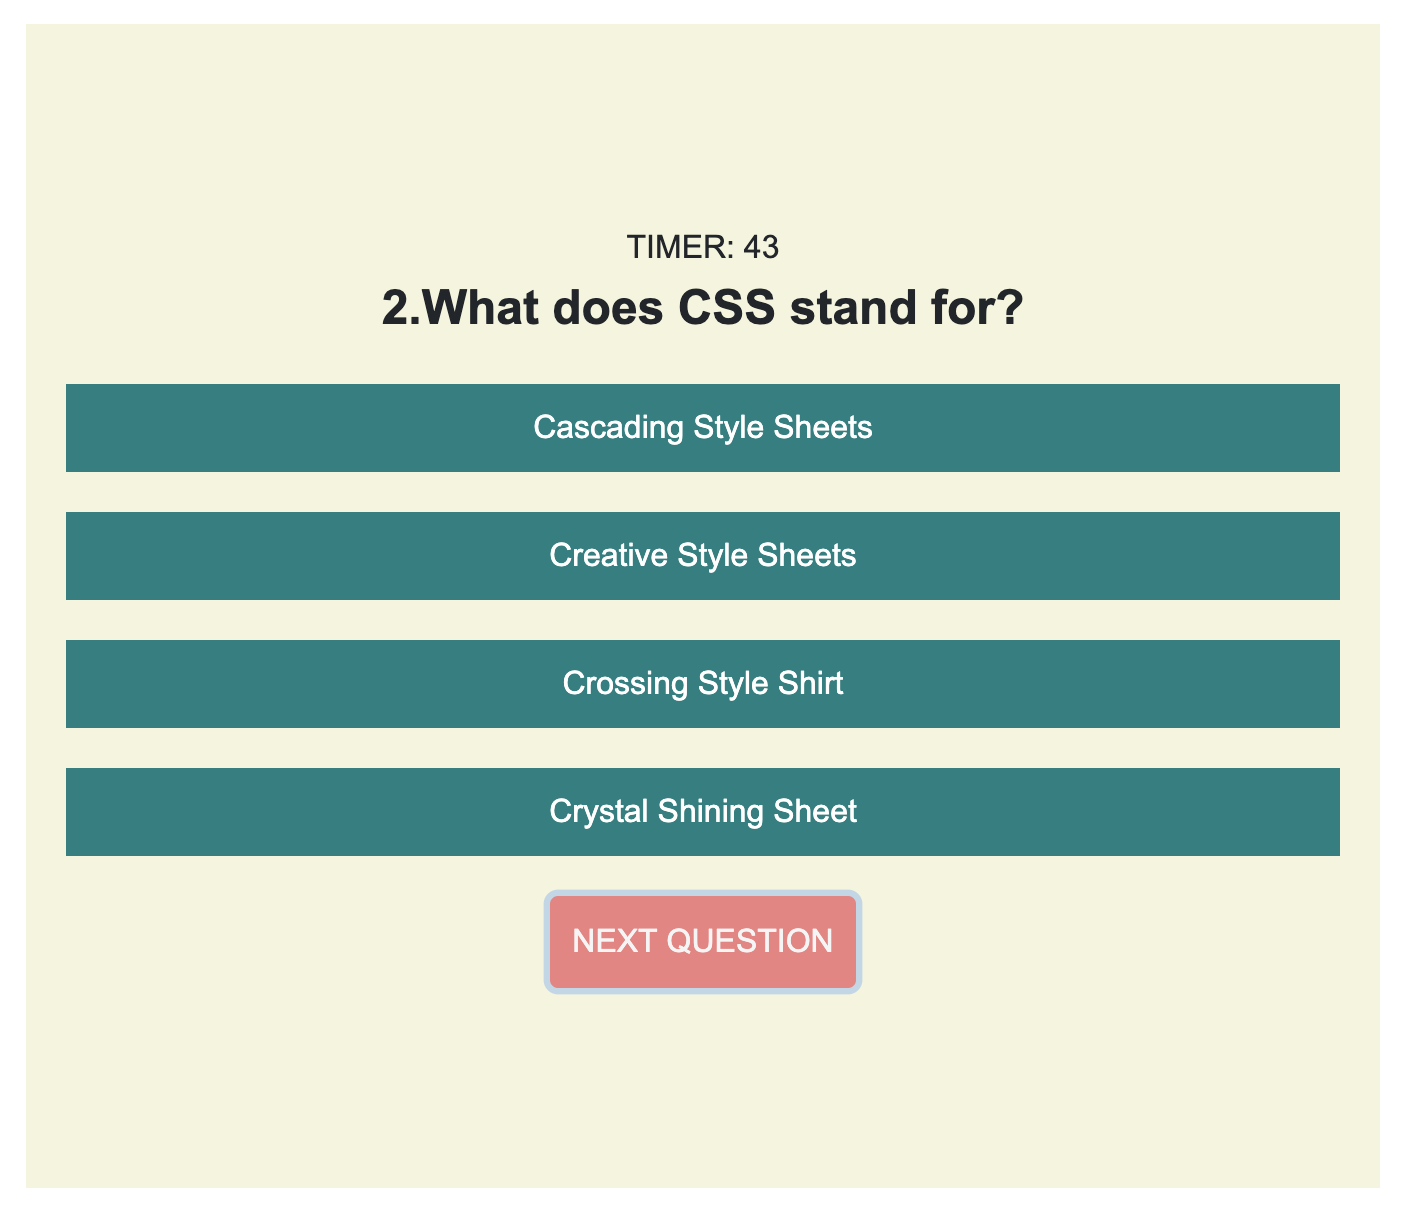 TIMER: 43
2.What does CSS stand for?
Cascading Style Sheets
Creative Style Sheets
Crossing Style Shirt
Crystal Shining Sheet
NEXT QUESTION